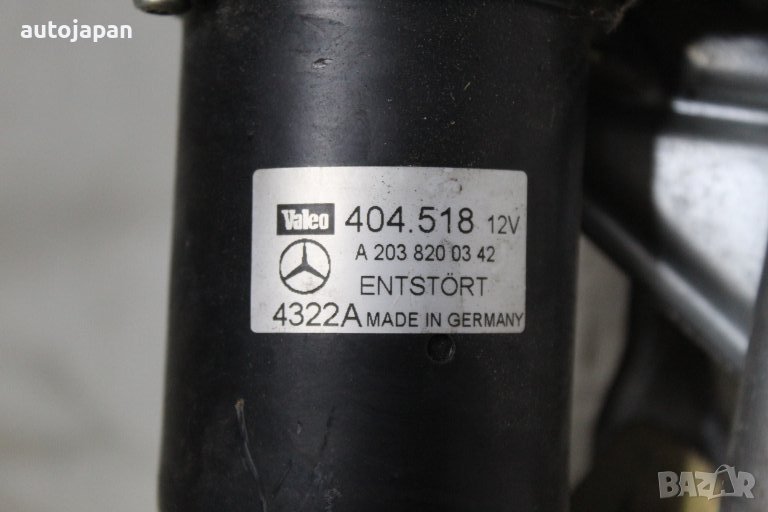 autojapan
Valeo 404.518 12V
A 203 820 03 42
ENTSTÖRT
4322A MADE IN GERMANY
BAZAR